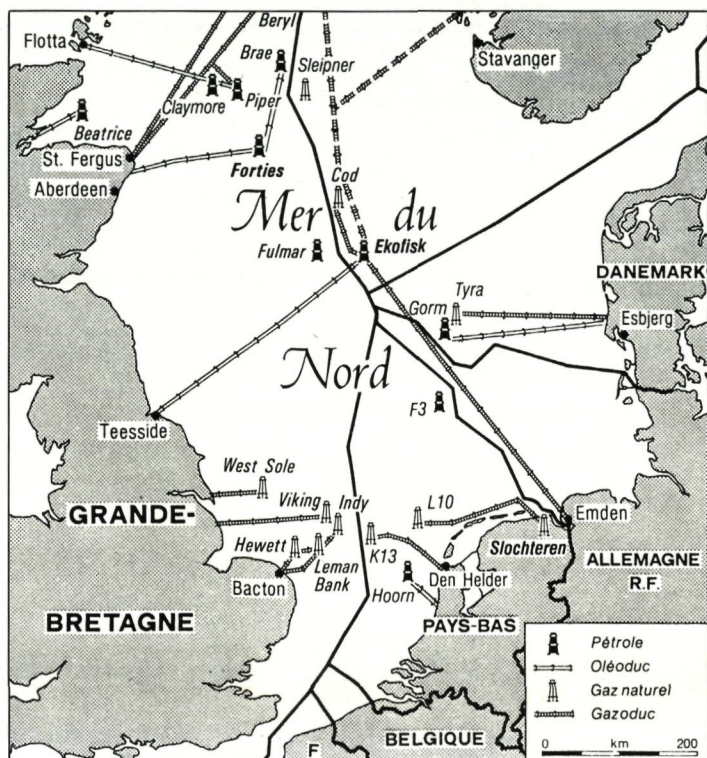 Beryl
Flotta
Brae
Sleipner
Stavanger
Claymore
Piper
Beatrice
St. Fergus
Aberdeen
Forties
Cod
Mer du
Nord
Fulmar
Ekofisk
DANEMARK
Tyra
Gorm
Esbjerg
F3
Teesside
West Sole
GRANDE-
BRETAGNE
Viking
Indy
L10
Emden
Hewett
Leman
Bank
K13
Slochteren
Bacton
Hoorn
Den Helder
ALLEMAGNE
R.F.
PAYS-BAS
BELGIQUE
F
Pétrole
Oléoduc
Gaz naturel
Gazoduc
0 km 200